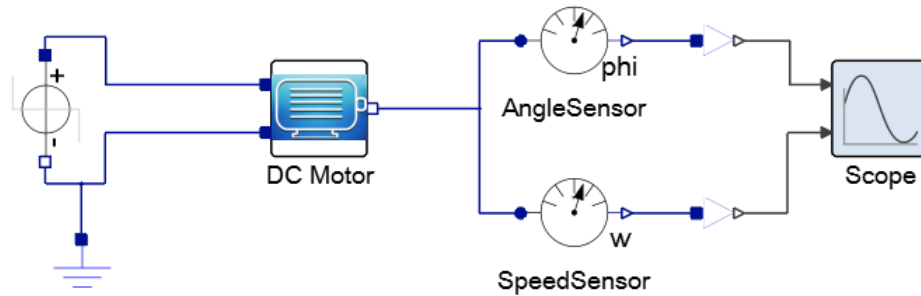 +
-
DC Motor
phi
AngleSensor
w
SpeedSensor
Scope